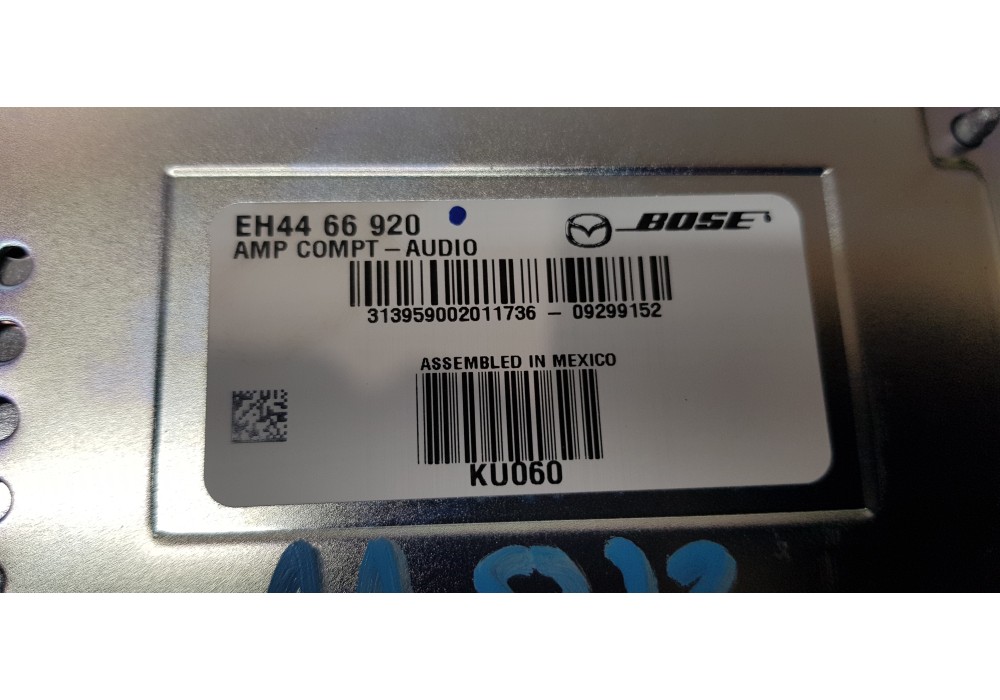 EH44 66 920
BOSE
AMP COMPT - AUDIO
313959002011736 - 09299152
ASSEMBLED IN MEXICO
KU060